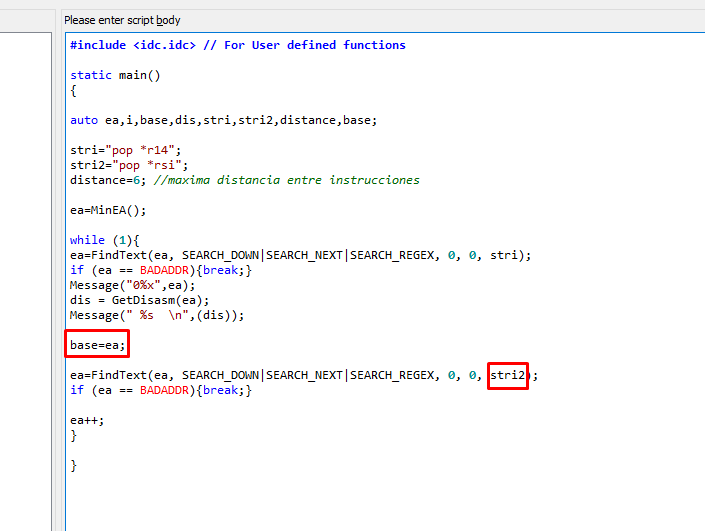 Please enter script body
#include <idc.idc> // For User defined functions
static main()
{
auto ea,i,base,dis,stri,stri2,distance,base;
stri="pop *r14";
stri2="pop *rsi";
distance=6; //maxima distancia entre instrucciones
ea=MinEA();
while (1){
ea=FindText(ea, SEARCH_DOWN|SEARCH_NEXT|SEARCH_REGEX, 0, 0, stri);
if (ea == BADADDR){break;}
Message("0%x",ea);
dis = GetDisasm(ea);
Message(" %s  \n",(dis));
base=ea;
ea=FindText(ea, SEARCH_DOWN|SEARCH_NEXT|SEARCH_REGEX, 0, 0, stri2);
if (ea == BADADDR){break;}
ea++;
}
}